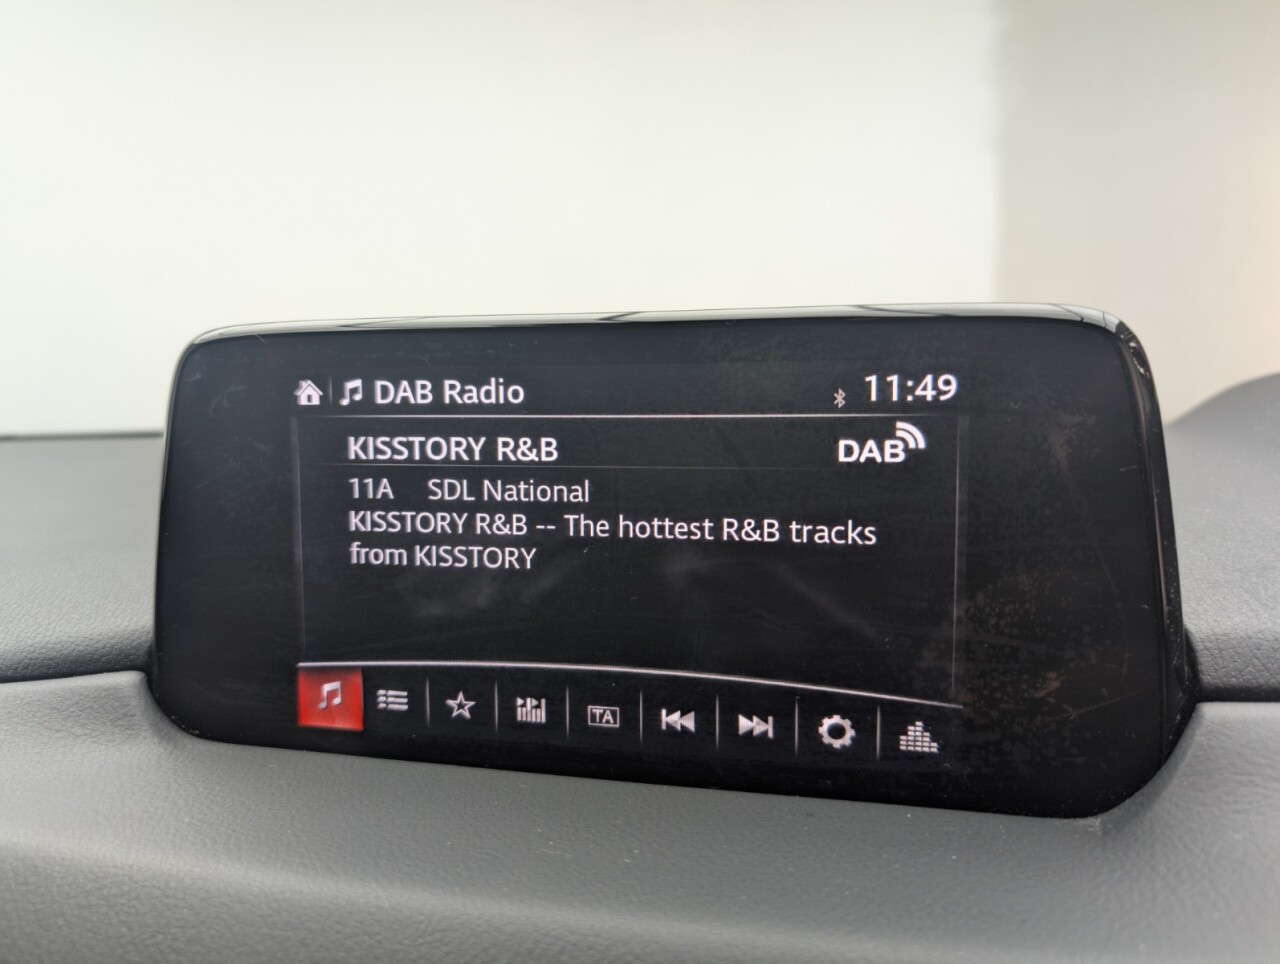 DAB Radio 11:49
KISSTORY R&B DAB
11A SDL National
KISSTORY R&B -- The hottest R&B tracks
from KISSTORY
TA